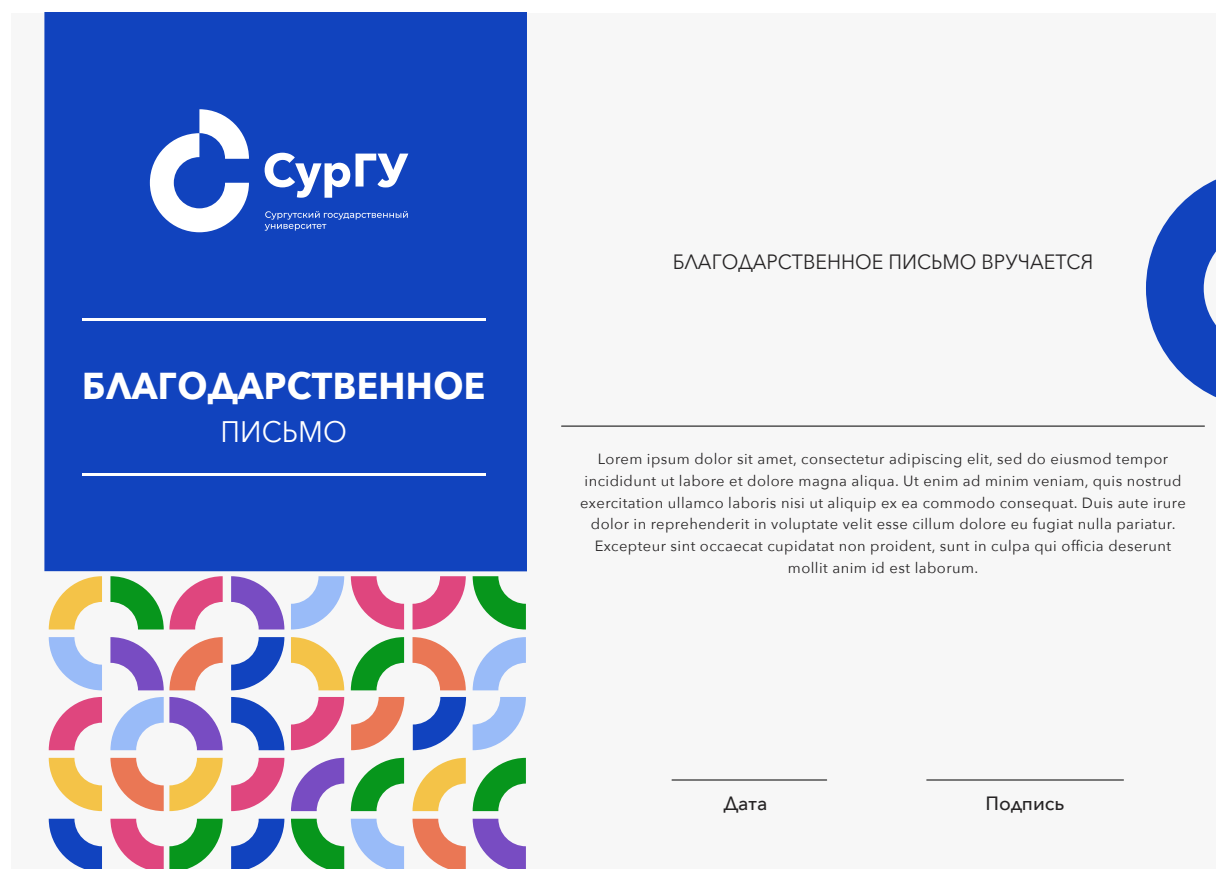 СурГУ
Сургутский государственный
университет
БЛАГОДАРСТВЕННОЕ
ПИСЬМО
БЛАГОДАРСТВЕННОЕ ПИСЬМО ВРУЧАЕТСЯ
Lorem ipsum dolor sit amet, consectetur adipiscing elit, sed do eiusmod tempor
incididunt ut labore et dolore magna aliqua. Ut enim ad minim veniam, quis nostrud
exercitation ullamco laboris nisi ut aliquip ex ea commodo consequat. Duis aute irure
dolor in reprehenderit in voluptate velit esse cillum dolore eu fugiat nulla pariatur.
Excepteur sint occaecat cupidatat non proident, sunt in culpa qui officia deserunt
mollit anim id est laborum.
Дата
Подпись